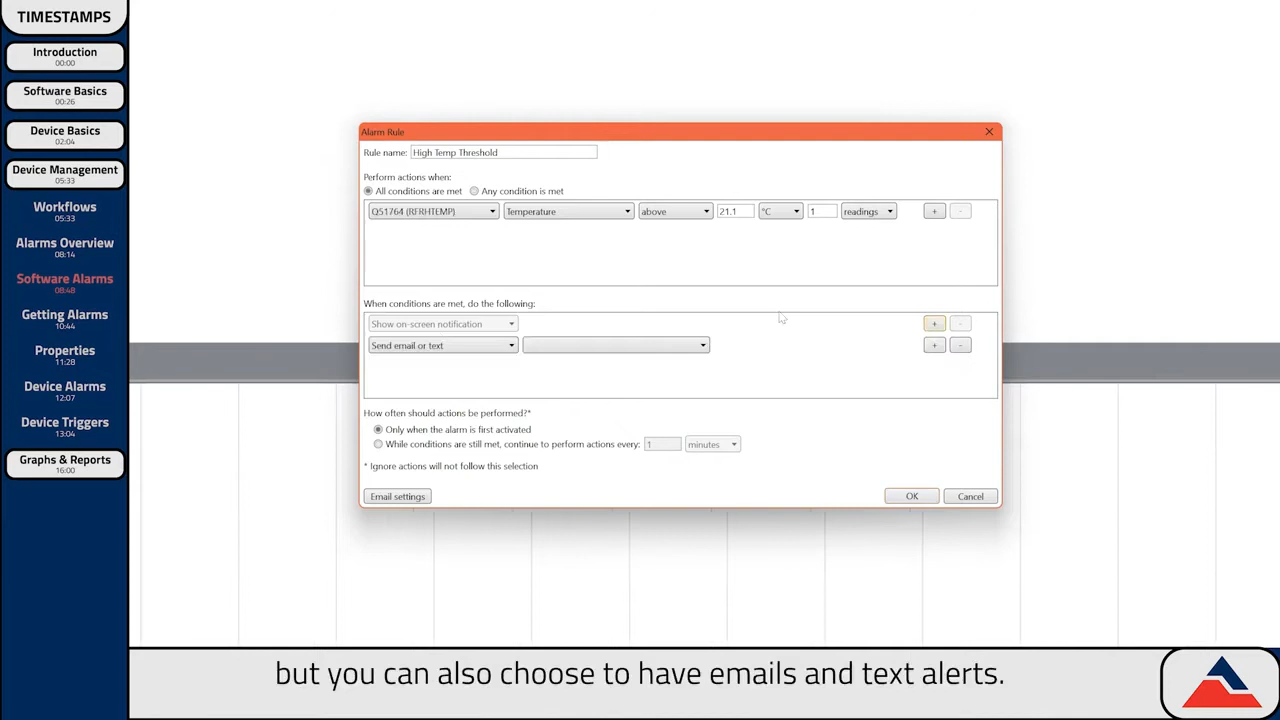 TIMESTAMPS
Introduction
00:00
Software Basics
00:26
Device Basics
02:04
Device Management
05:33
Workflows
05:33
Alarms Overview
08:14
Software Alarms
08:48
Getting Alarms
10:44
Properties
11:28
Device Alarms
12:07
Device Triggers
13:04
Graphs & Reports
16:00
Alarm Rule
Rule name: High Temp Threshold
Perform actions when:
All conditions are met Any condition is met
Q51764 (RFRHTEMP) Temperature above 21.1 °C 1 readings + -
When conditions are met, do the following:
Show on-screen notification + -
Send email or text + -
How often should actions be performed?*
Only when the alarm is first activated
While conditions are still met, continue to perform actions every: 1 minutes
* Ignore actions will not follow this selection
Email settings OK Cancel
but you can also choose to have emails and text alerts.